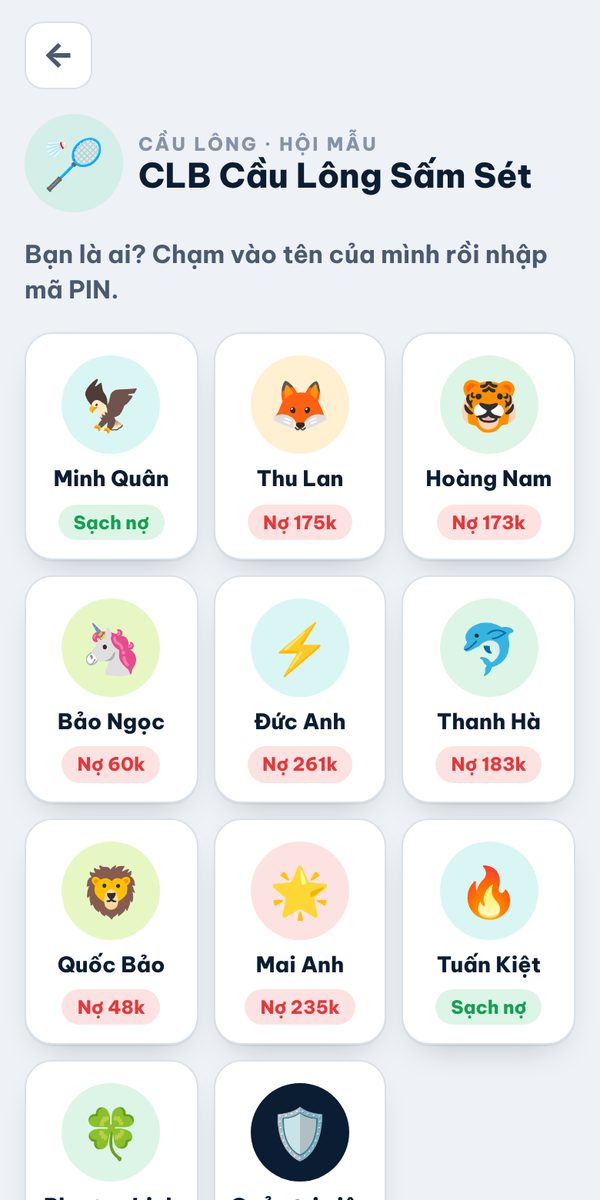 CẦU LÔNG · HỘI MẪU
CLB Cầu Lông Sấm Sét
Bạn là ai? Chạm vào tên của mình rồi nhập
mã PIN.
Minh Quân
Thu Lan
Hoàng Nam
Sạch nợ
Nợ 175k
Nợ 173k
Bảo Ngọc
Đức Anh
Thanh Hà
Nợ 60k
Nợ 261k
Nợ 183k
Quốc Bảo
Mai Anh
Tuấn Kiệt
Nợ 48k
Nợ 235k
Sạch nợ